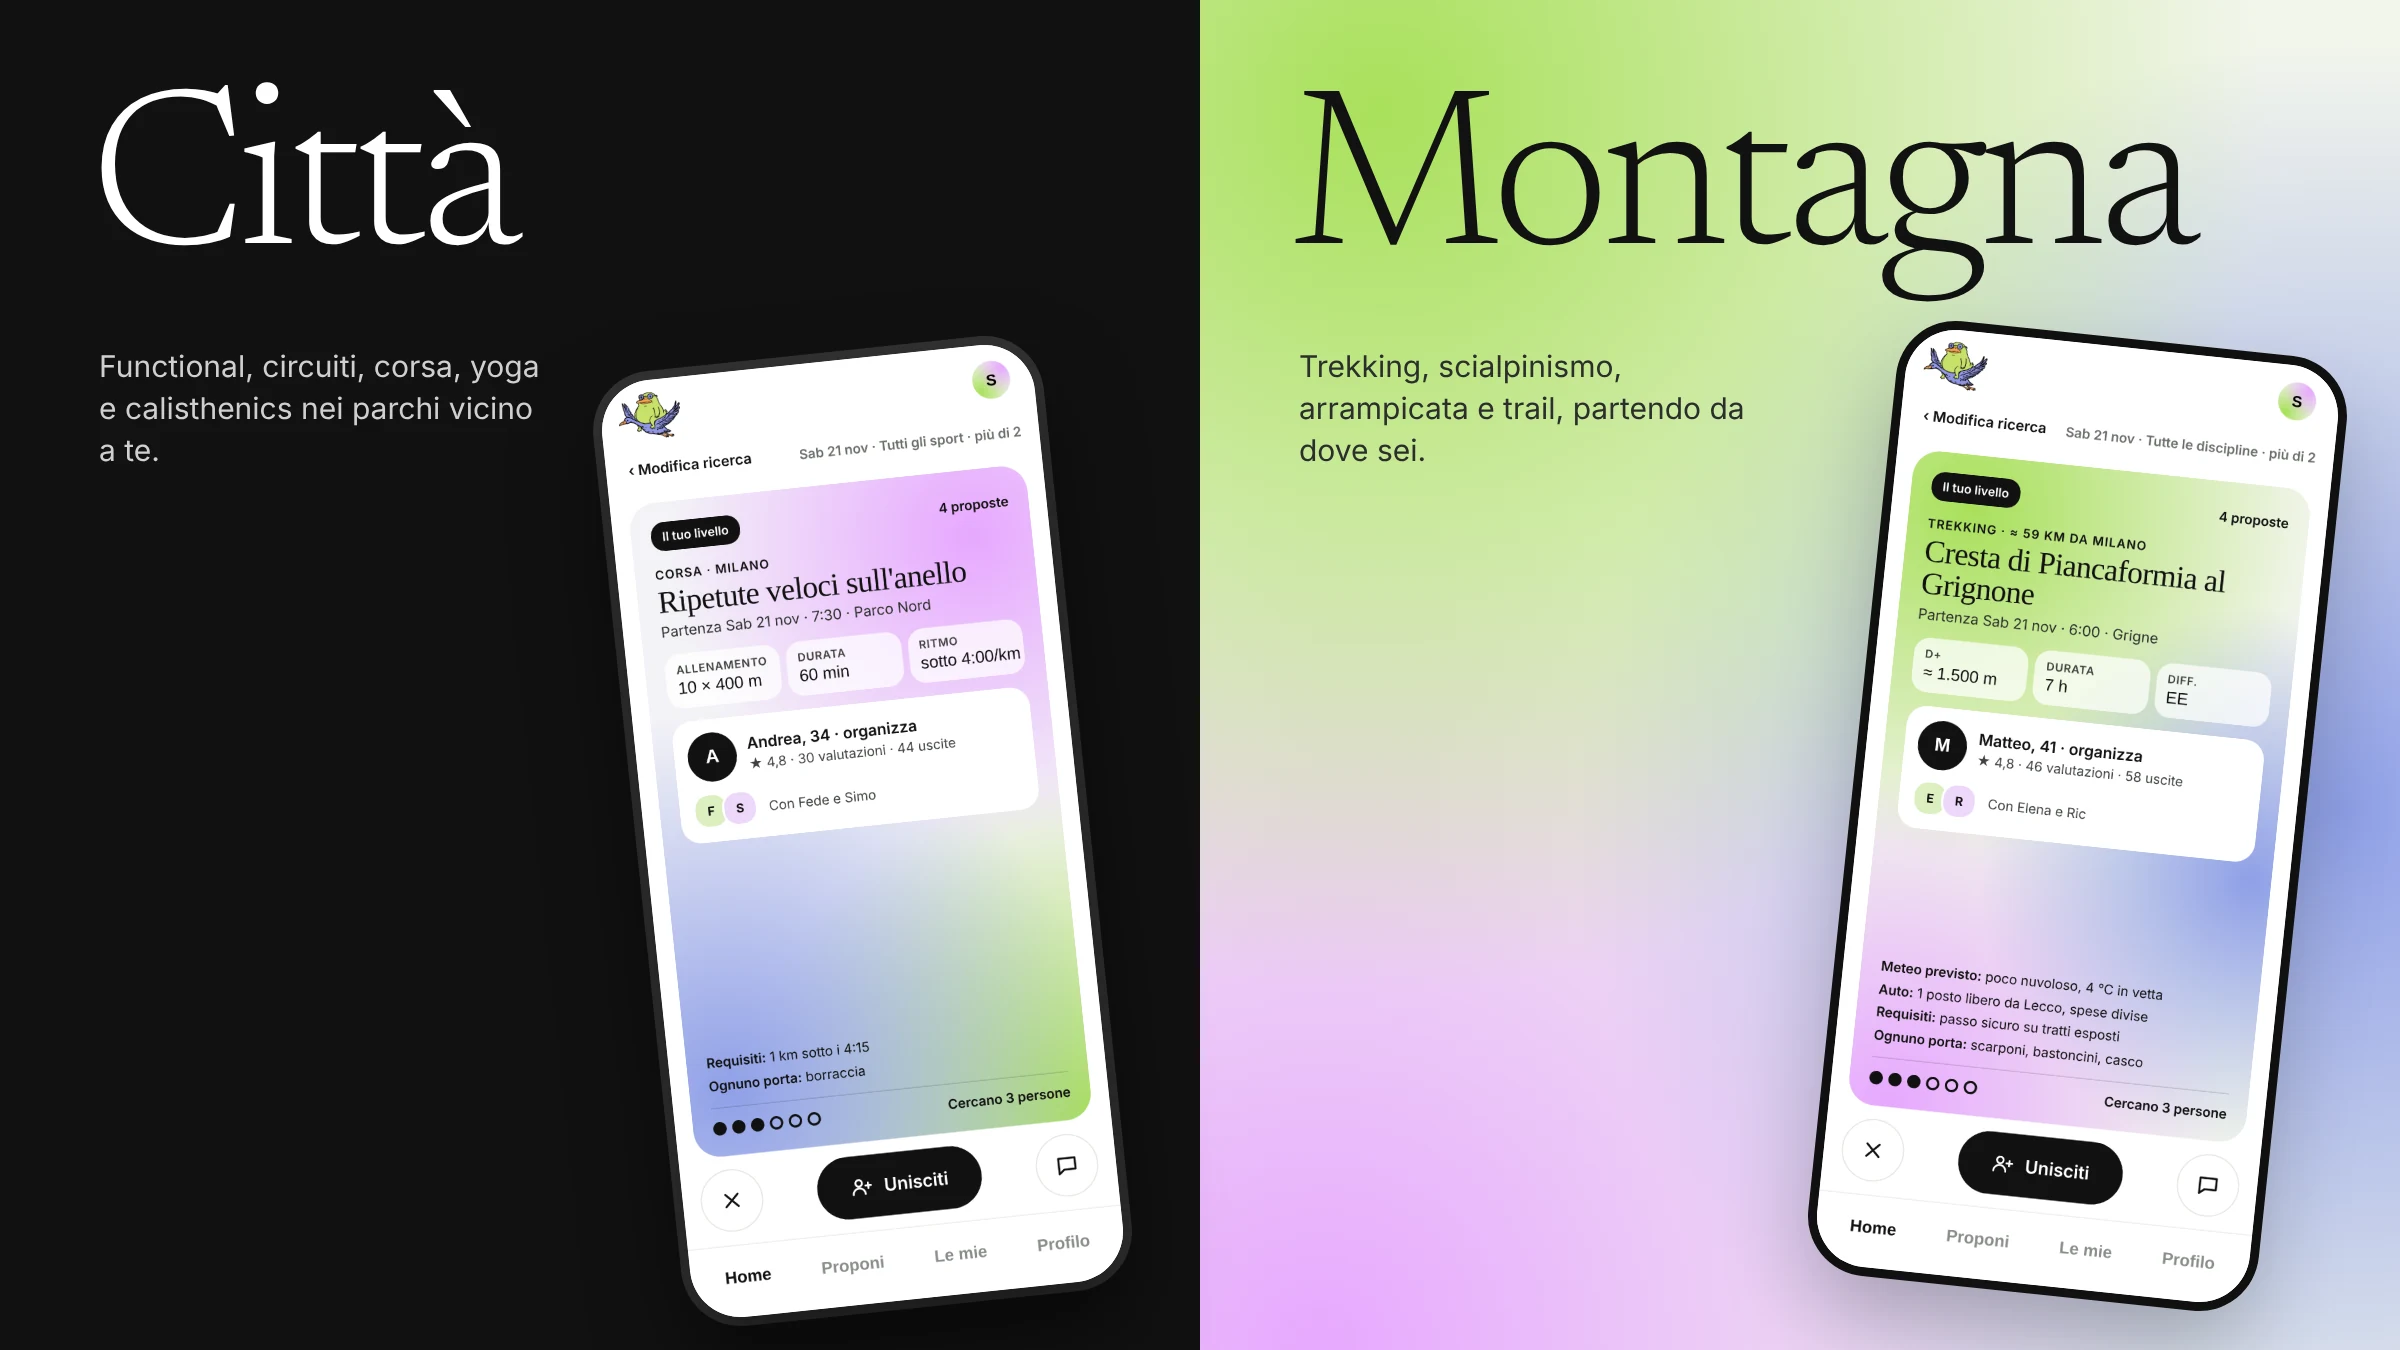 Città
Functional, circuiti, corsa, yoga
e calisthenics nei parchi vicino
a te.
S
‹ Modifica ricerca
Sab 21 nov · Tutti gli sport · più di 2
Il tuo livello
4 proposte
CORSA · MILANO
Ripetute veloci sull'anello
Partenza Sab 21 nov · 7:30 · Parco Nord
ALLENAMENTO
10 × 400 m
DURATA
60 min
RITMO
sotto 4:00/km
A
Andrea, 34 · organizza
★ 4,8 · 30 valutazioni · 44 uscite
F
S
Con Fede e Simo
Requisiti: 1 km sotto i 4:15
Ognuno porta: borraccia
Cercano 3 persone
Unisciti
Home
Proponi
Le mie
Profilo
Montagna
Trekking, scialpinismo,
arrampicata e trail, partendo da
dove sei.
S
‹ Modifica ricerca
Sab 21 nov · Tutte le discipline · più di 2
Il tuo livello
4 proposte
TREKKING · ≈ 59 KM DA MILANO
Cresta di Piancaformia al
Grignone
Partenza Sab 21 nov · 6:00 · Grigne
D+
≈ 1.500 m
DURATA
7 h
DIFF.
EE
M
Matteo, 41 · organizza
★ 4,8 · 46 valutazioni · 58 uscite
E
R
Con Elena e Ric
Meteo previsto: poco nuvoloso, 4 °C in vetta
Auto: 1 posto libero da Lecco, spese divise
Requisiti: passo sicuro su tratti esposti
Ognuno porta: scarponi, bastoncini, casco
Cercano 3 persone
Unisciti
Home
Proponi
Le mie
Profilo